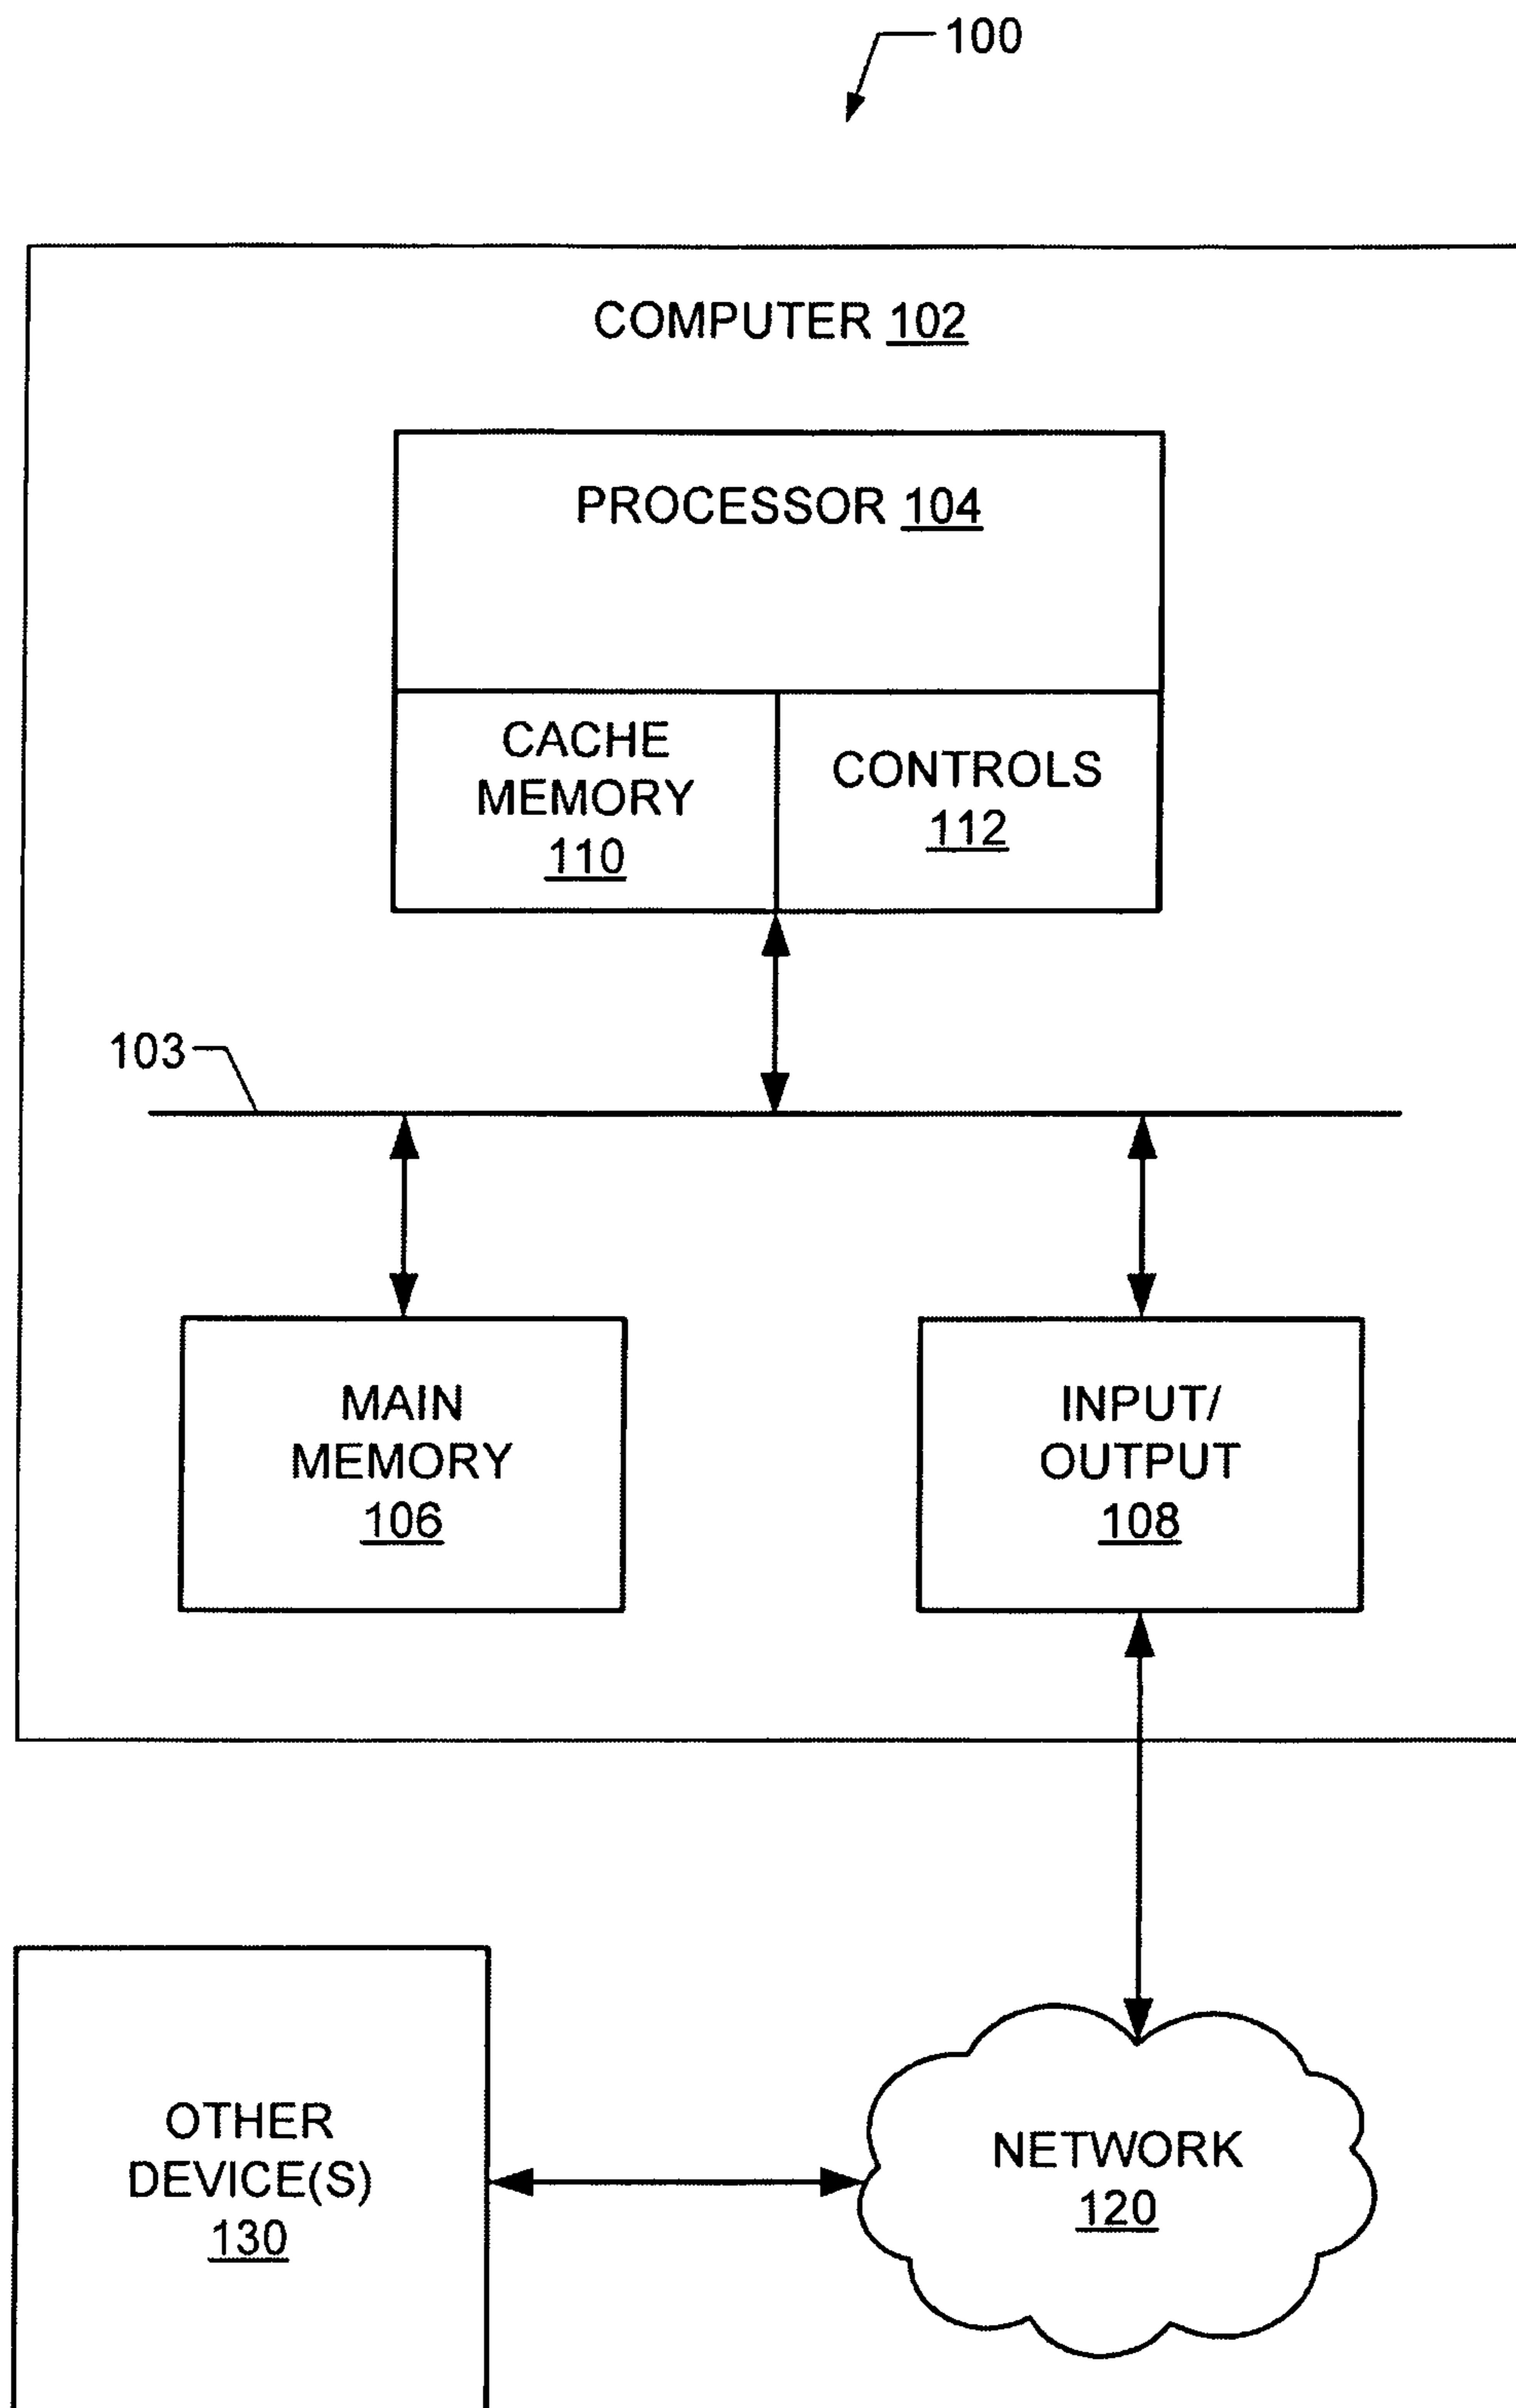 100
COMPUTER 102
PROCESSOR 104
CACHE
MEMORY
110
CONTROLS
112
103
MAIN
MEMORY
106
INPUT/
OUTPUT
108
OTHER
DEVICE(S)
130
NETWORK
120